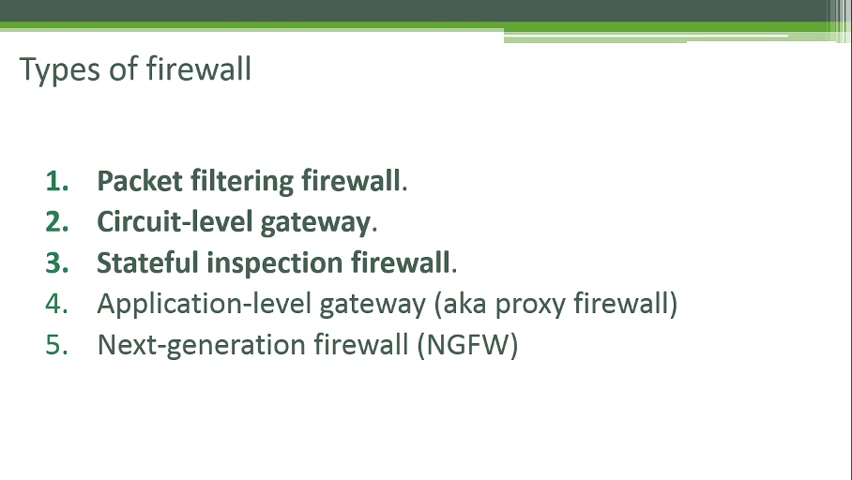 Types of firewall
1. Packet filtering firewall.
2. Circuit-level gateway.
3. Stateful inspection firewall.
4. Application-level gateway (aka proxy firewall)
5. Next-generation firewall (NGFW)